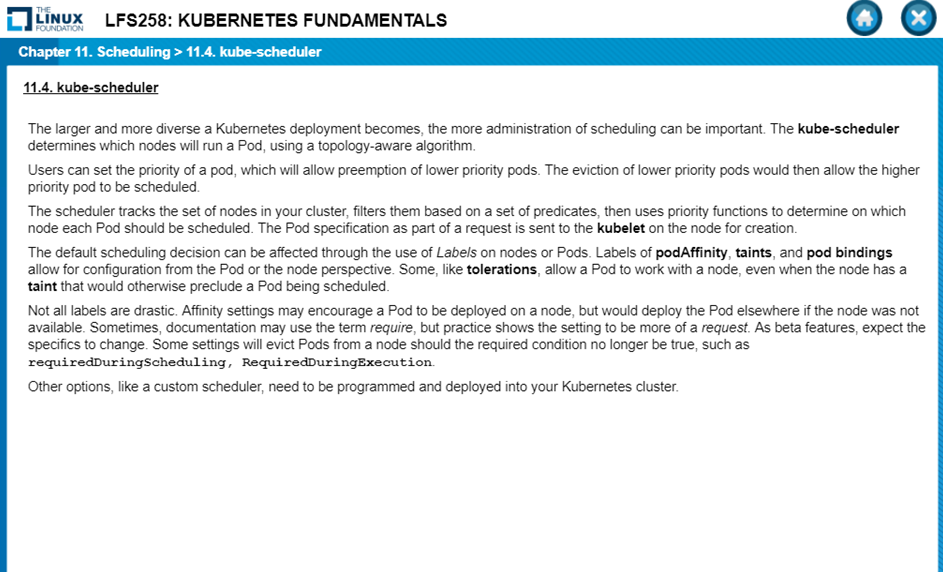 THE
LINUX
FOUNDATION
LFS258: KUBERNETES FUNDAMENTALS
Chapter 11. Scheduling > 11.4. kube-scheduler
11.4. kube-scheduler
The larger and more diverse a Kubernetes deployment becomes, the more administration of scheduling can be important. The kube-scheduler
determines which nodes will run a Pod, using a topology-aware algorithm.
Users can set the priority of a pod, which will allow preemption of lower priority pods. The eviction of lower priority pods would then allow the higher
priority pod to be scheduled.
The scheduler tracks the set of nodes in your cluster, filters them based on a set of predicates, then uses priority functions to determine on which
node each Pod should be scheduled. The Pod specification as part of a request is sent to the kubelet on the node for creation.
The default scheduling decision can be affected through the use of Labels on nodes or Pods. Labels of podAffinity, taints, and pod bindings
allow for configuration from the Pod or the node perspective. Some, like tolerations, allow a Pod to work with a node, even when the node has a
taint that would otherwise preclude a Pod being scheduled.
Not all labels are drastic. Affinity settings may encourage a Pod to be deployed on a node, but would deploy the Pod elsewhere if the node was not
available. Sometimes, documentation may use the term require, but practice shows the setting to be more of a request. As beta features, expect the
specifics to change. Some settings will evict Pods from a node should the required condition no longer be true, such as
requiredDuringScheduling, RequiredDuringExecution.
Other options, like a custom scheduler, need to be programmed and deployed into your Kubernetes cluster.